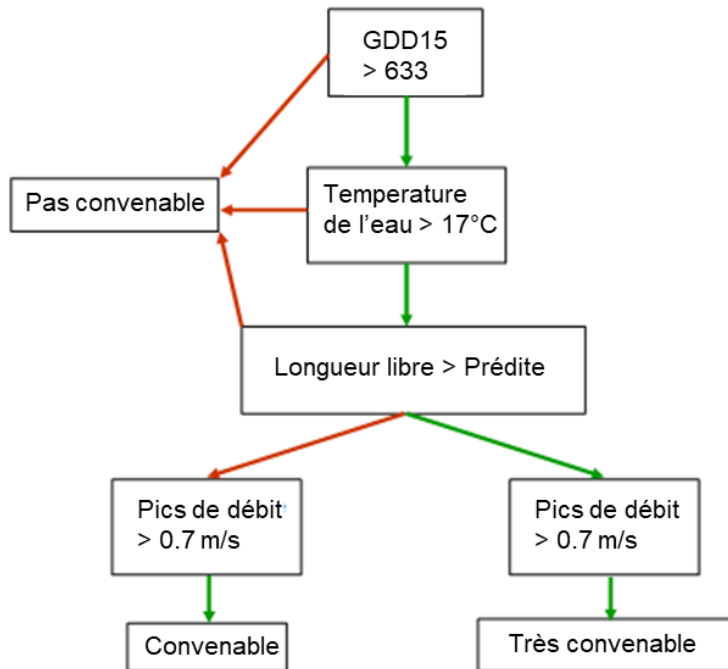 GDD15
> 633
Pas convenable
Temperature
de l’eau > 17°C
Longueur libre > Prédite
Pics de débit
> 0.7 m/s
Pics de débit
> 0.7 m/s
Convenable
Très convenable